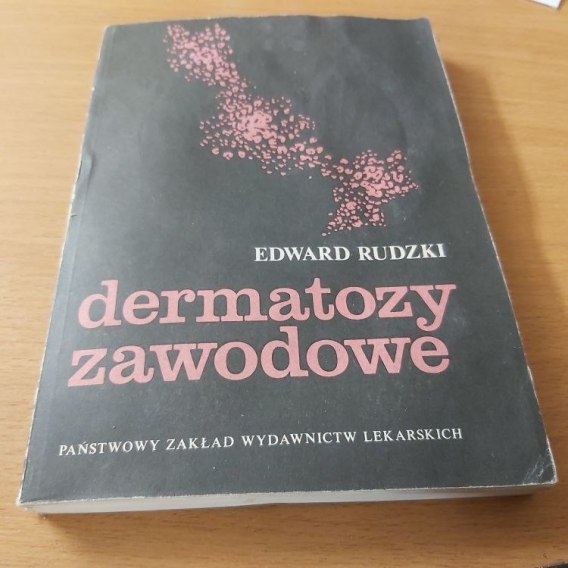 EDWARD RUDZKI
dermatozy
zawodowe
PAŃSTWOWY ZAKŁAD WYDAWNICTW LEKARSKICH